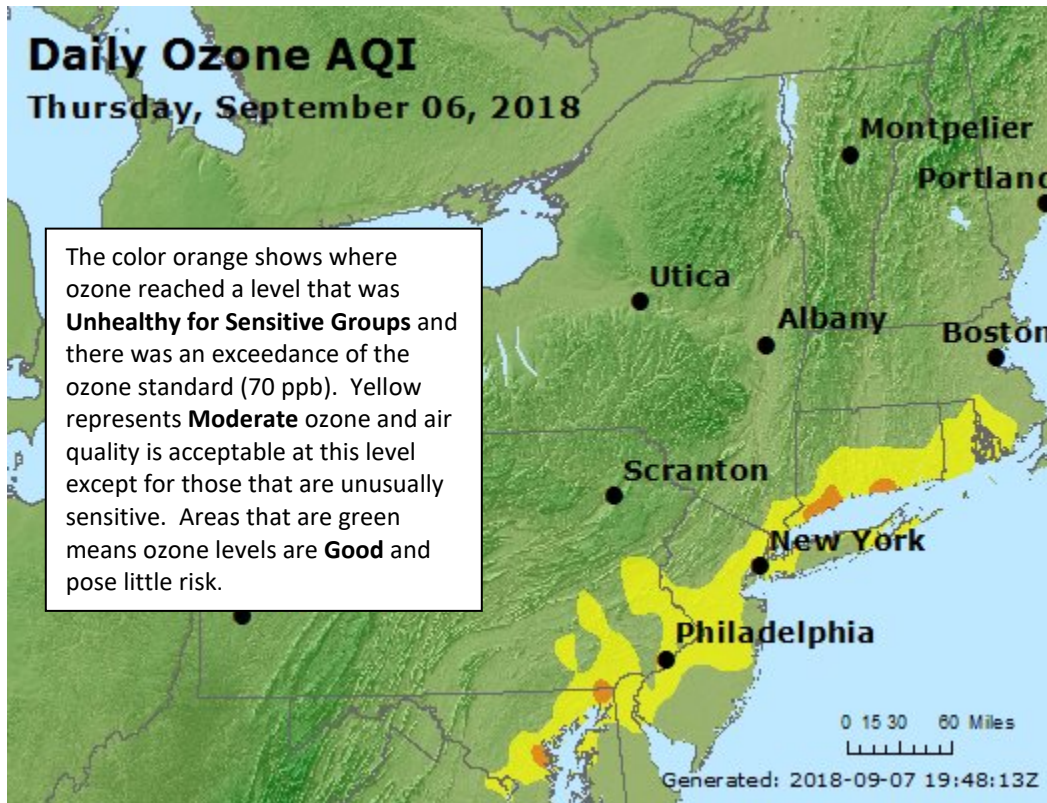 Daily Ozone AQI
Thursday, September 06, 2018
Montpelier
Portland
The color orange shows where
ozone reached a level that was
Unhealthy for Sensitive Groups and
there was an exceedance of the
ozone standard (70 ppb).  Yellow
represents Moderate ozone and air
quality is acceptable at this level
except for those that are unusually
sensitive.  Areas that are green
means ozone levels are Good and
pose little risk.
Utica
Albany
Boston
Scranton
New York
Philadelphia
0 15 30 60 Miles
Generated: 2018-09-07 19:48:13Z